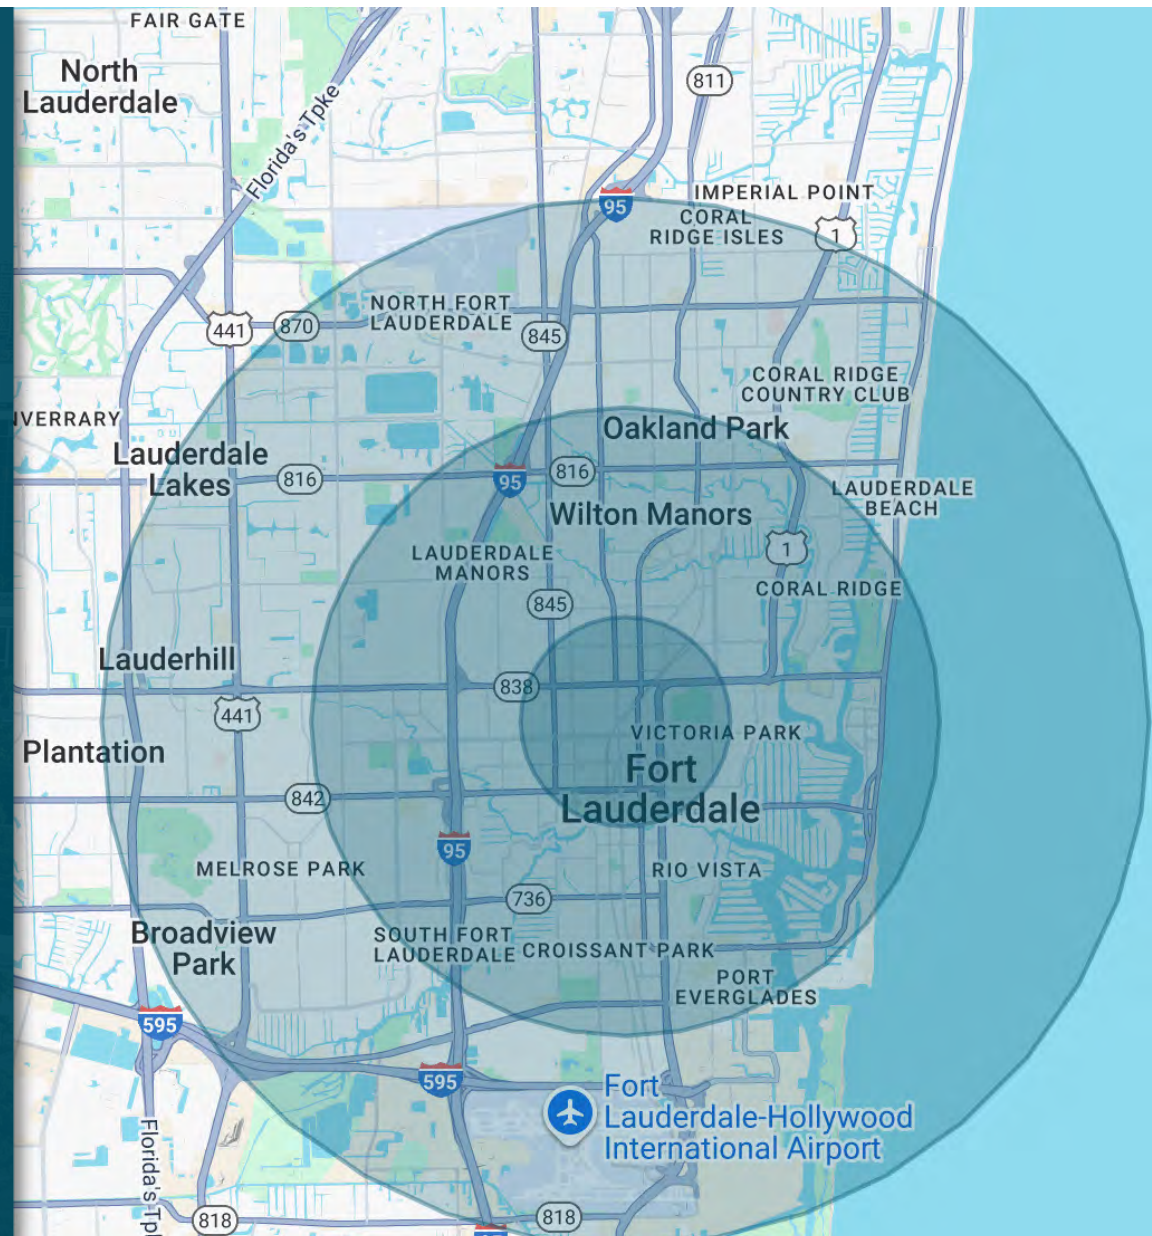 FAIR GATE
North
Lauderdale
811
Florida's Tpke
IMPERIAL POINT
95
CORAL
RIDGE ISLES
1
NORTH FORT
LAUDERDALE
441
870
845
CORAL RIDGE
COUNTRY CLUB
NVERRARY
Oakland Park
Lauderdale
Lakes
816
95
816
LAUDERDALE
BEACH
Wilton Manors
LAUDERDALE
MANORS
1
CORAL RIDGE
845
Lauderhill
838
441
VICTORIA PARK
Plantation
Fort
Lauderdale
842
95
MELROSE PARK
RIO VISTA
736
Broadview
Park
SOUTH FORT
LAUDERDALE
CROISSANT PARK
PORT
EVERGLADES
595
595
Fort
Lauderdale-Hollywood
International Airport
Florida's Tp
818
818